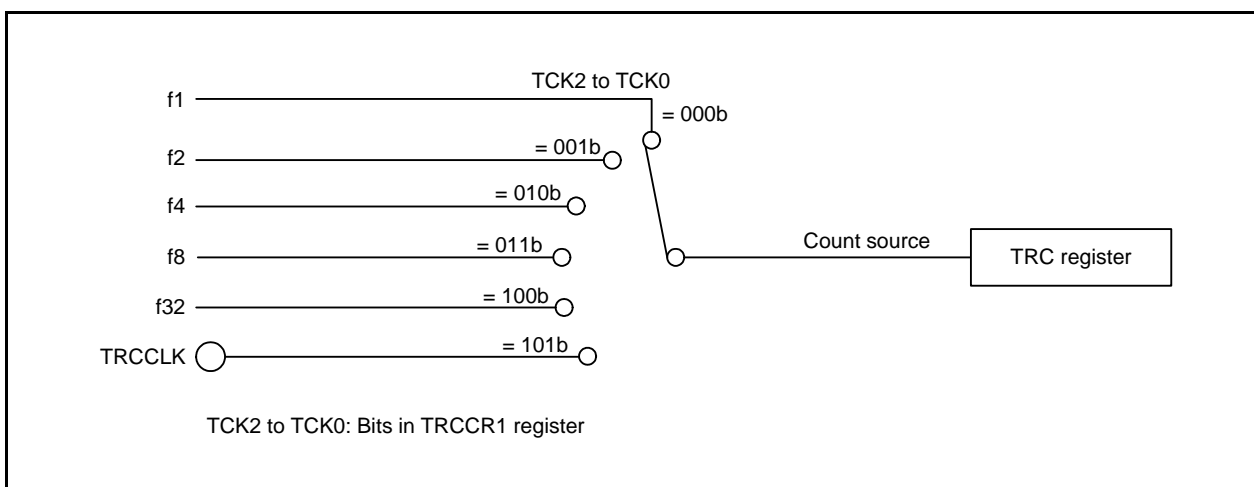 TCK2 to TCK0
f1
= 000b
f2
= 001b
f4
= 010b
f8
= 011b
Count source
TRC register
f32
= 100b
TRCCLK
= 101b
TCK2 to TCK0: Bits in TRCCR1 register